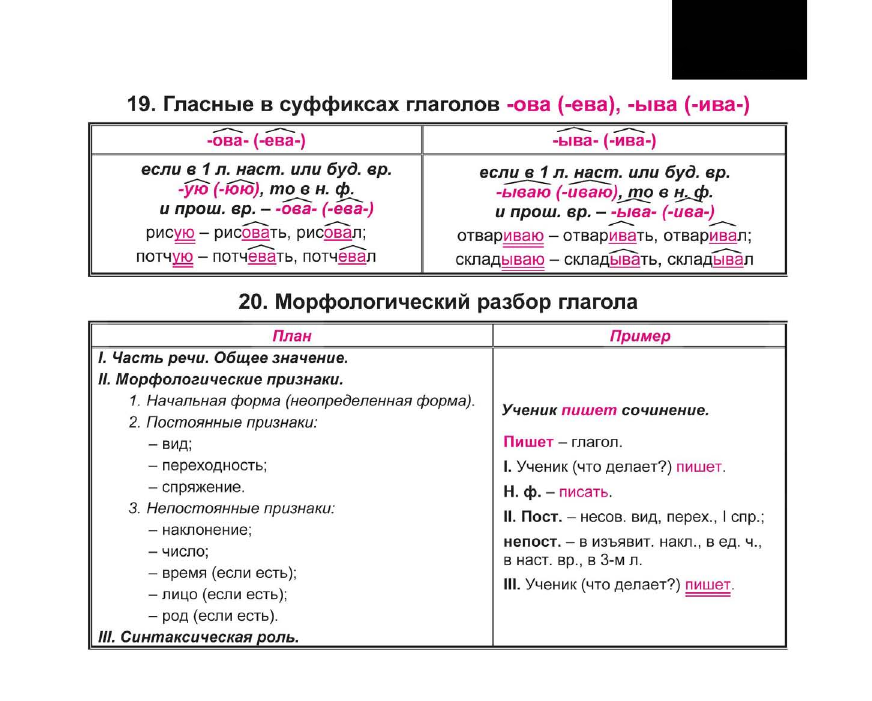 19. Гласные в суффиксах глаголов -ова (-ева), -ыва (-ива-)
-ова- (-ева-)
если в 1 л. наст. или буд. вр.
-ую (-юю), то в н. ф.
и прош. вр. – -ова- (-ева-)
рисую – рисовать, рисовал;
потчую – потчевать, потчевал
-ыва- (-ива-)
если в 1 л. наст. или буд. вр.
-ываю (-иваю), то в н. ф.
и прош. вр. – -ыва- (-ива-)
отвариваю – отваривать, отваривал;
складываю – складывать, складывал
20. Морфологический разбор глагола
План
I. Часть речи. Общее значение.
II. Морфологические признаки.
1. Начальная форма (неопределенная форма).
2. Постоянные признаки:
– вид;
– переходность;
– спряжение.
3. Непостоянные признаки:
– наклонение;
– число;
– время (если есть);
– лицо (если есть);
– род (если есть).
III. Синтаксическая роль.
Пример
Ученик пишет сочинение.
Пишет – глагол.
I. Ученик (что делает?) пишет.
Н. ф. – писать.
II. Пост. – несов. вид, перех., I спр.;
непост. – в изъявит. накл., в ед. ч.,
в наст. вр., в 3-м л.
III. Ученик (что делает?) пишет.